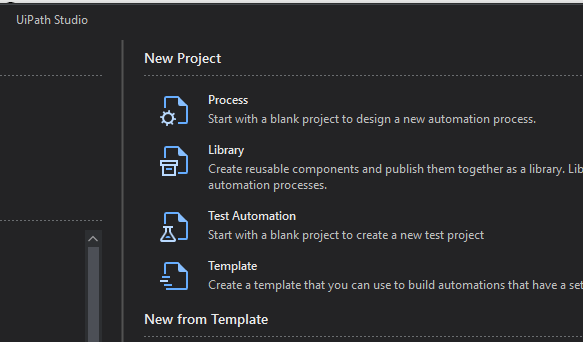 UiPath Studio
New Project
Process
Start with a blank project to design a new automation process.
Library
Create reusable components and publish them together as a library. Lib
automation processes.
Test Automation
Start with a blank project to create a new test project
Template
Create a template that you can use to build automations that have a set
New from Template